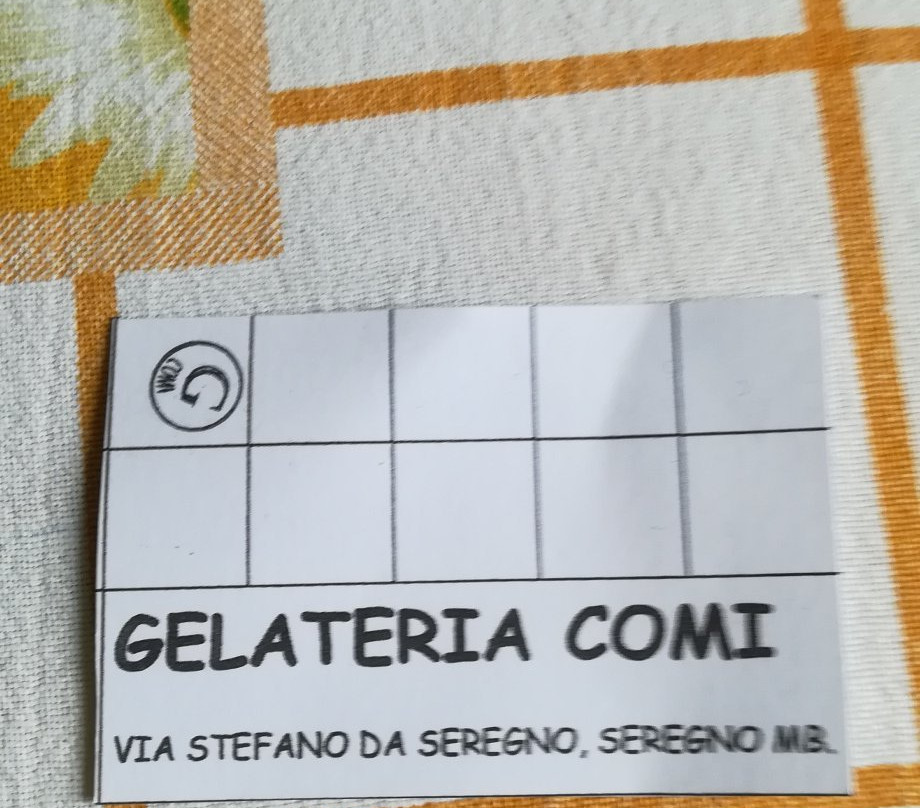 G
COMI
GELATERIA COMI
VIA STEFANO DA SEREGNO, SEREGNO MB.